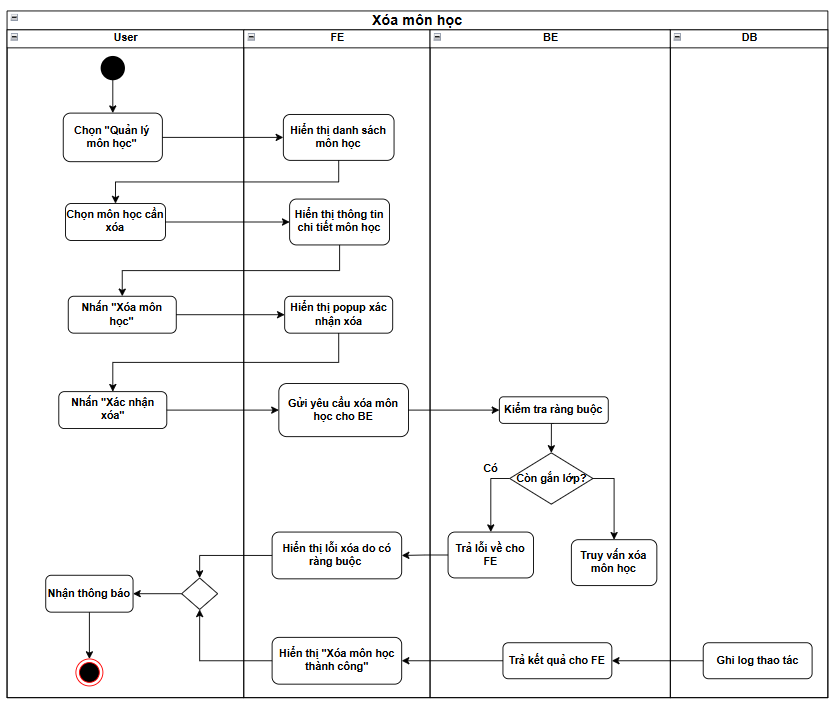 Xóa môn học
User
FE
BE
DB
Chọn "Quản lý
môn học"
Hiển thị danh sách
môn học
Chọn môn học cần
xóa
Hiển thị thông tin
chi tiết môn học
Nhấn "Xóa môn
học"
Hiển thị popup xác
nhận xóa
Nhấn "Xác nhận
xóa"
Gửi yêu cầu xóa môn
học cho BE
Kiểm tra ràng buộc
Còn gắn lớp?
Có
Hiển thị lỗi xóa do có
ràng buộc
Trả lỗi về cho
FE
Truy vấn xóa
môn học
Nhận thông báo
Hiển thị "Xóa môn học
thành công"
Trả kết quả cho FE
Ghi log thao tác